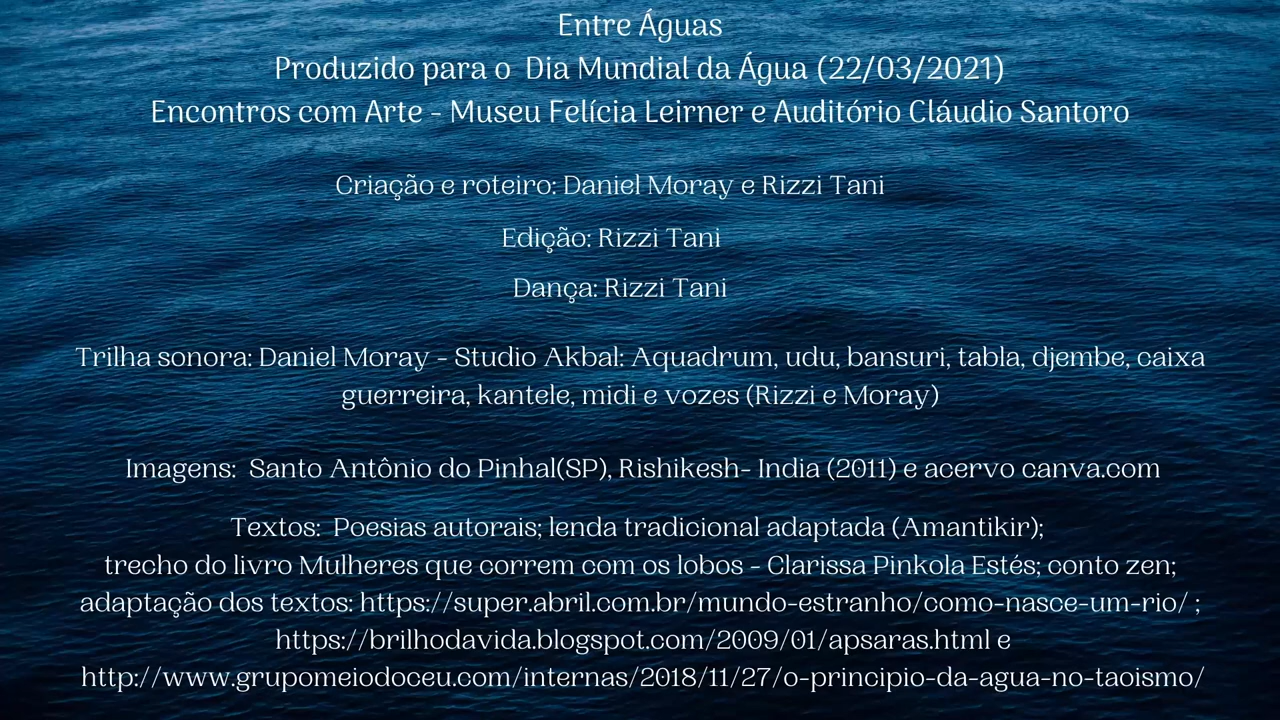 Entre Águas
Produzido para o Dia Mundial da Água (22/03/2021)
Encontros com Arte - Museu Felícia Leirner e Auditório Cláudio Santoro
Criação e roteiro: Daniel Moray e Rizzi Tani
Edição: Rizzi Tani
Dança: Rizzi Tani
Trilha sonora: Daniel Moray - Studio Akbal: Aquadrum, udu, bansuri, tabla, djembe, caixa
guerreira, kantele, midi e vozes (Rizzi e Moray)
Imagens: Santo Antônio do Pinhal(SP), Rishikesh- India (2011) e acervo canva.com
Textos: Poesias autorais; lenda tradicional adaptada (Amantikir);
trecho do livro Mulheres que correm com os lobos - Clarissa Pinkola Estés; conto zen;
adaptação dos textos: https://super.abril.com.br/mundo-estranho/como-nasce-um-rio/ ;
https://brilhodavida.blogspot.com/2009/01/apsaras.html e
http://www.grupomeiodoceu.com/internas/2018/11/27/o-principio-da-agua-no-taoismo/